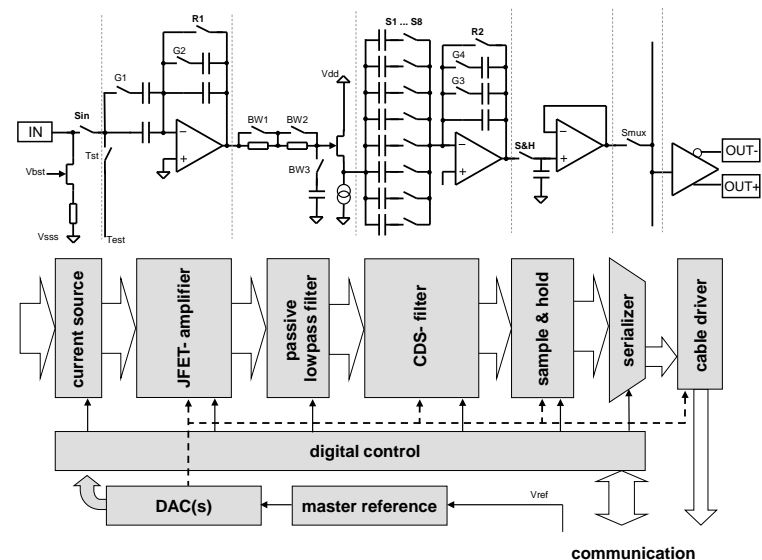 R1
S1 ... S8
R2
G2
G4
G1
Vdd
G3
Sin
BW1
BW2
IN
S&H
Smux
OUT-
Tst
Vbst
BW3
OUT+
Vsss
Test
current source
JFET- amplifier
passive
lowpass filter
CDS- filter
sample & hold
serializer
cable driver
digital control
DAC(s)
master reference
Vref
communication